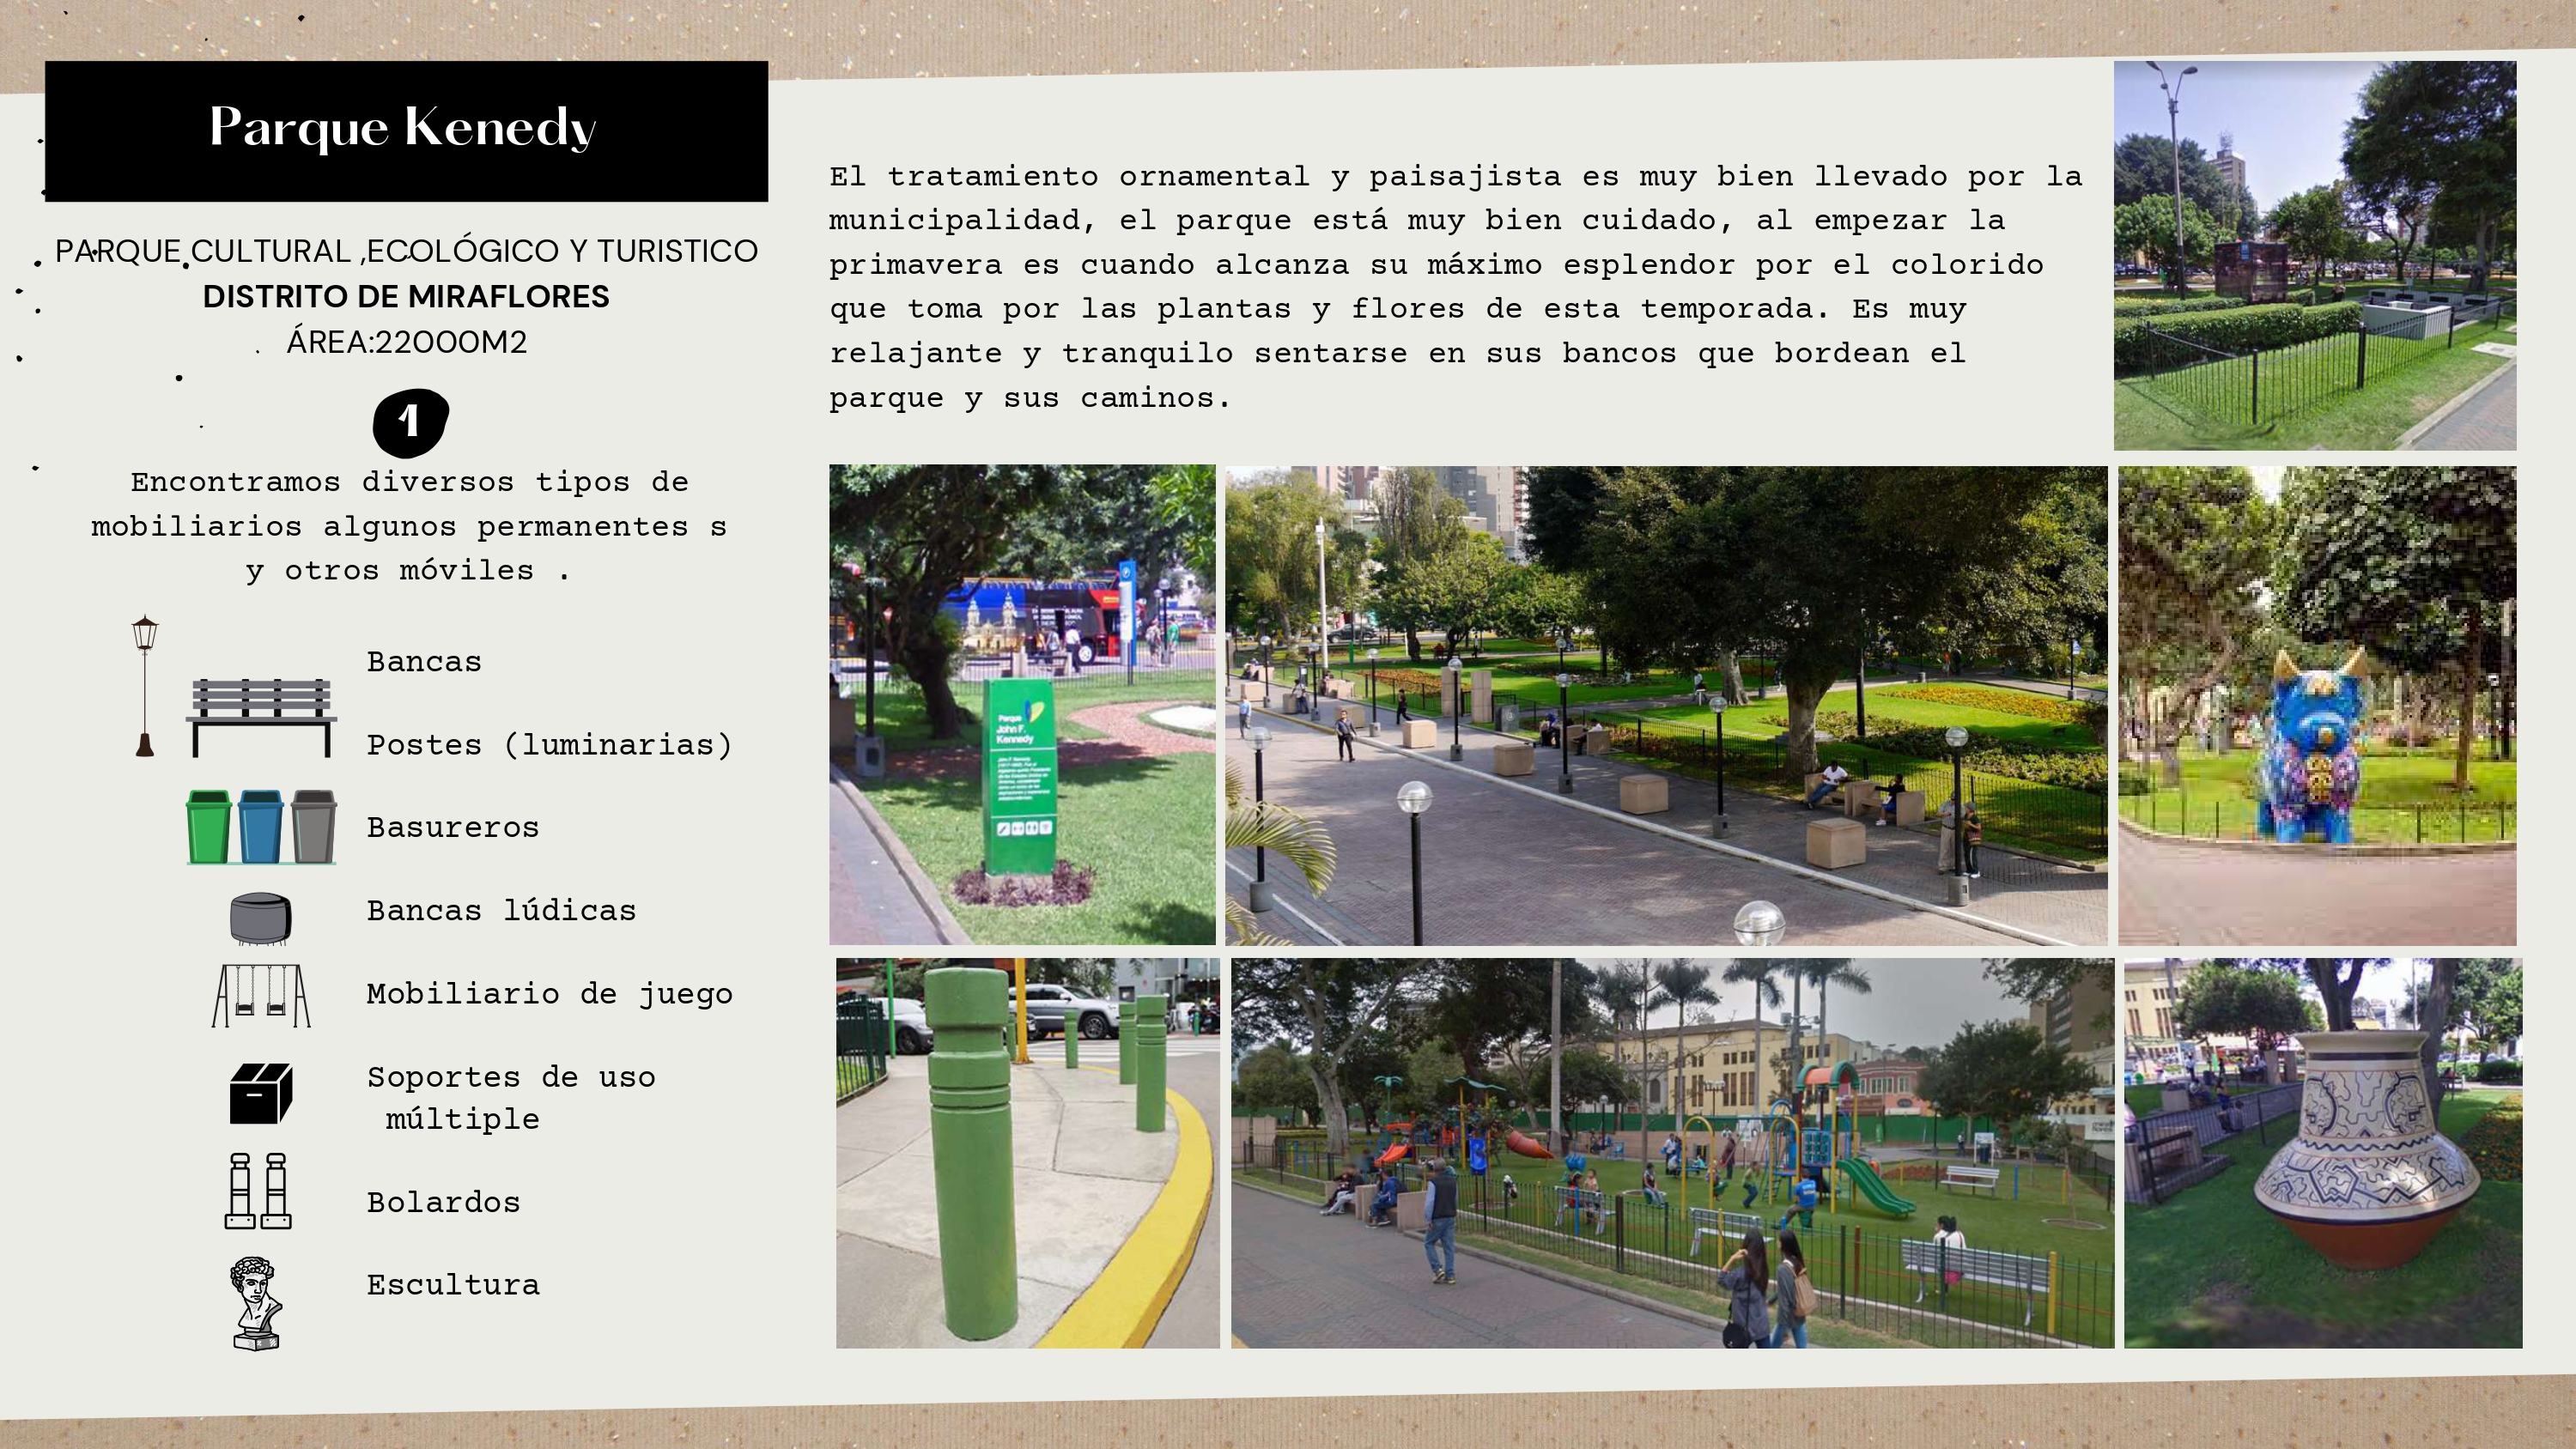 Parque Kenedy
PARQUE CULTURAL ,ECOLÓGICO Y TURISTICO
DISTRITO DE MIRAFLORES
ÁREA:22000M2
1
Encontramos diversos tipos de
mobiliarios algunos permanentes s
y otros móviles .
Bancas
Postes (luminarias)
Basureros
Bancas lúdicas
Mobiliario de juego
Soportes de uso
múltiple
Bolardos
Escultura
El tratamiento ornamental y paisajista es muy bien llevado por la
municipalidad, el parque está muy bien cuidado, al empezar la
primavera es cuando alcanza su máximo esplendor por el colorido
que toma por las plantas y flores de esta temporada. Es muy
relajante y tranquilo sentarse en sus bancos que bordean el
parque y sus caminos.
Parque
John F.
Kennedy